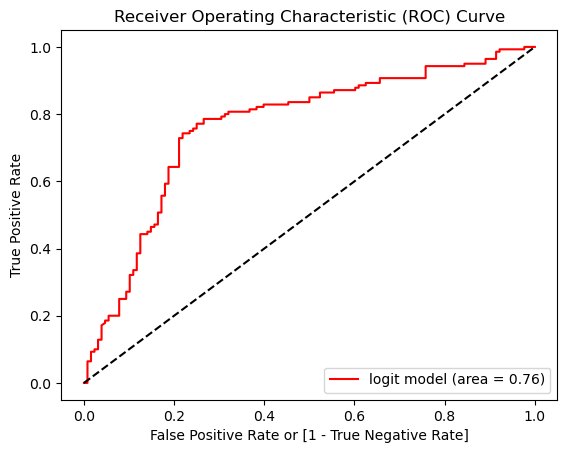 Receiver Operating Characteristic (ROC) Curve
1.0
0.8
0.6
0.4
0.2
0.0
True Positive Rate
logit model (area = 0.76)
0.0 0.2 0.4 0.6 0.8 1.0
False Positive Rate or [1 - True Negative Rate]